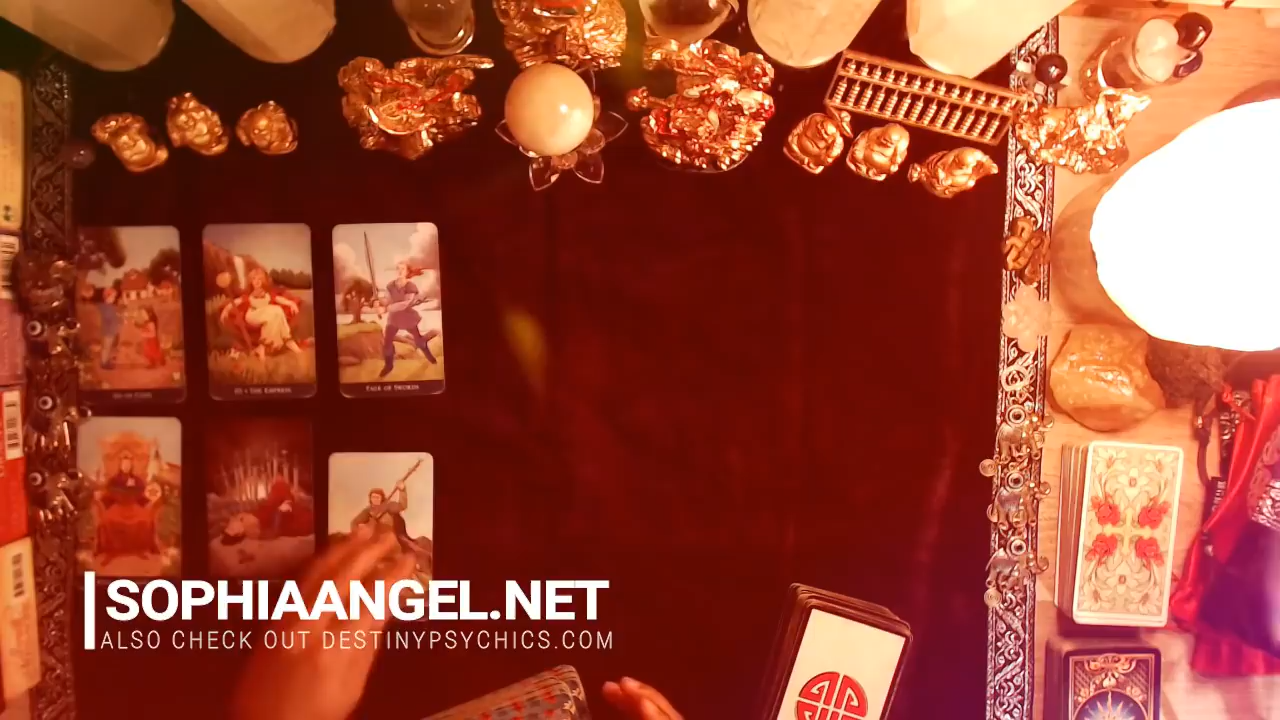 III • THE EMPRESS
PAGE OF SWORDS
SOPHIAANGEL.NET
ALSO CHECK OUT DESTINYPSYCHICS.COM